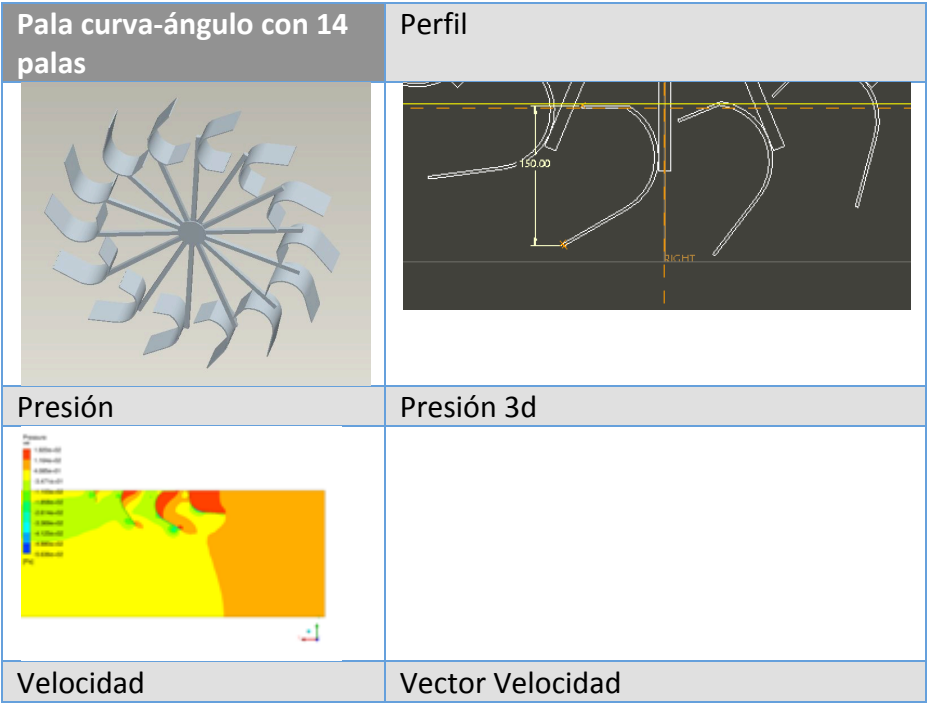 Pala curva-ángulo con 14
palas
Perfil
150.00
RIGHT
Presión
Presión 3d
Pressure
Velocidad
Vector Velocidad